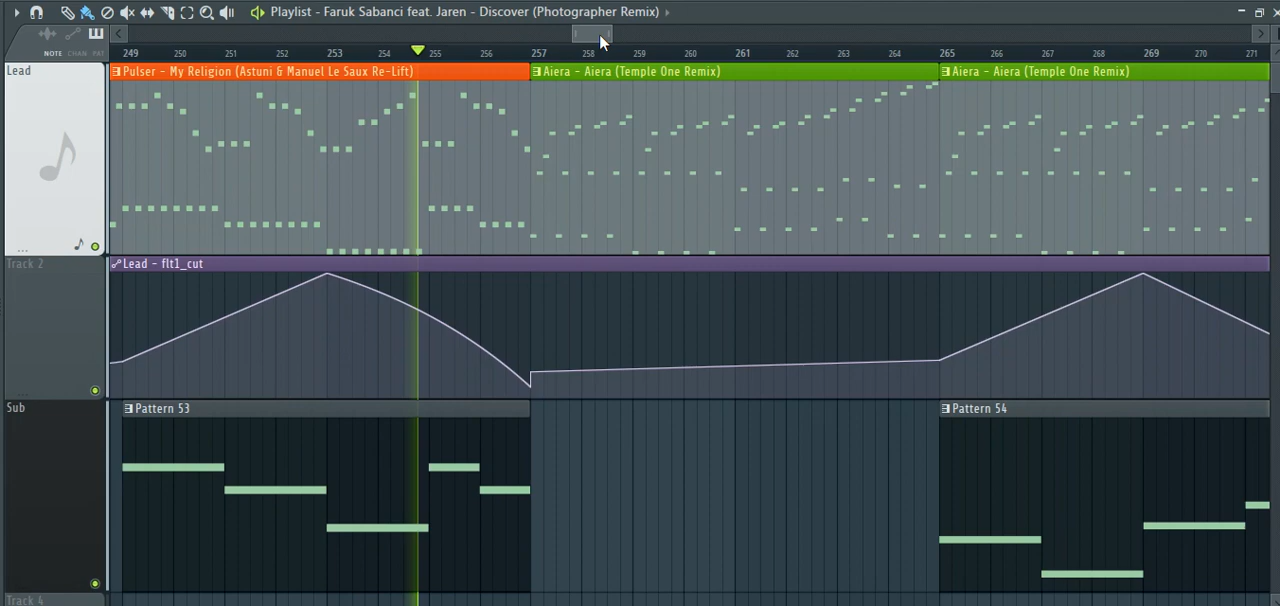 Playlist - Faruk Sabanci feat. Jaren - Discover (Photographer Remix)
NOTE CHAN PAT
249 250 251 252 253 254 255 256 257 258 259 260 261 262 263 264 265 266 267 268 269 270 271
Lead
Pulser - My Religion (Astuni & Manuel Le Saux Re-Lift)
Aiera - Aiera (Temple One Remix)
Aiera - Aiera (Temple One Remix)
...
Track 2
Lead - flt1_cut
Sub
Pattern 53
Pattern 54
Track 4